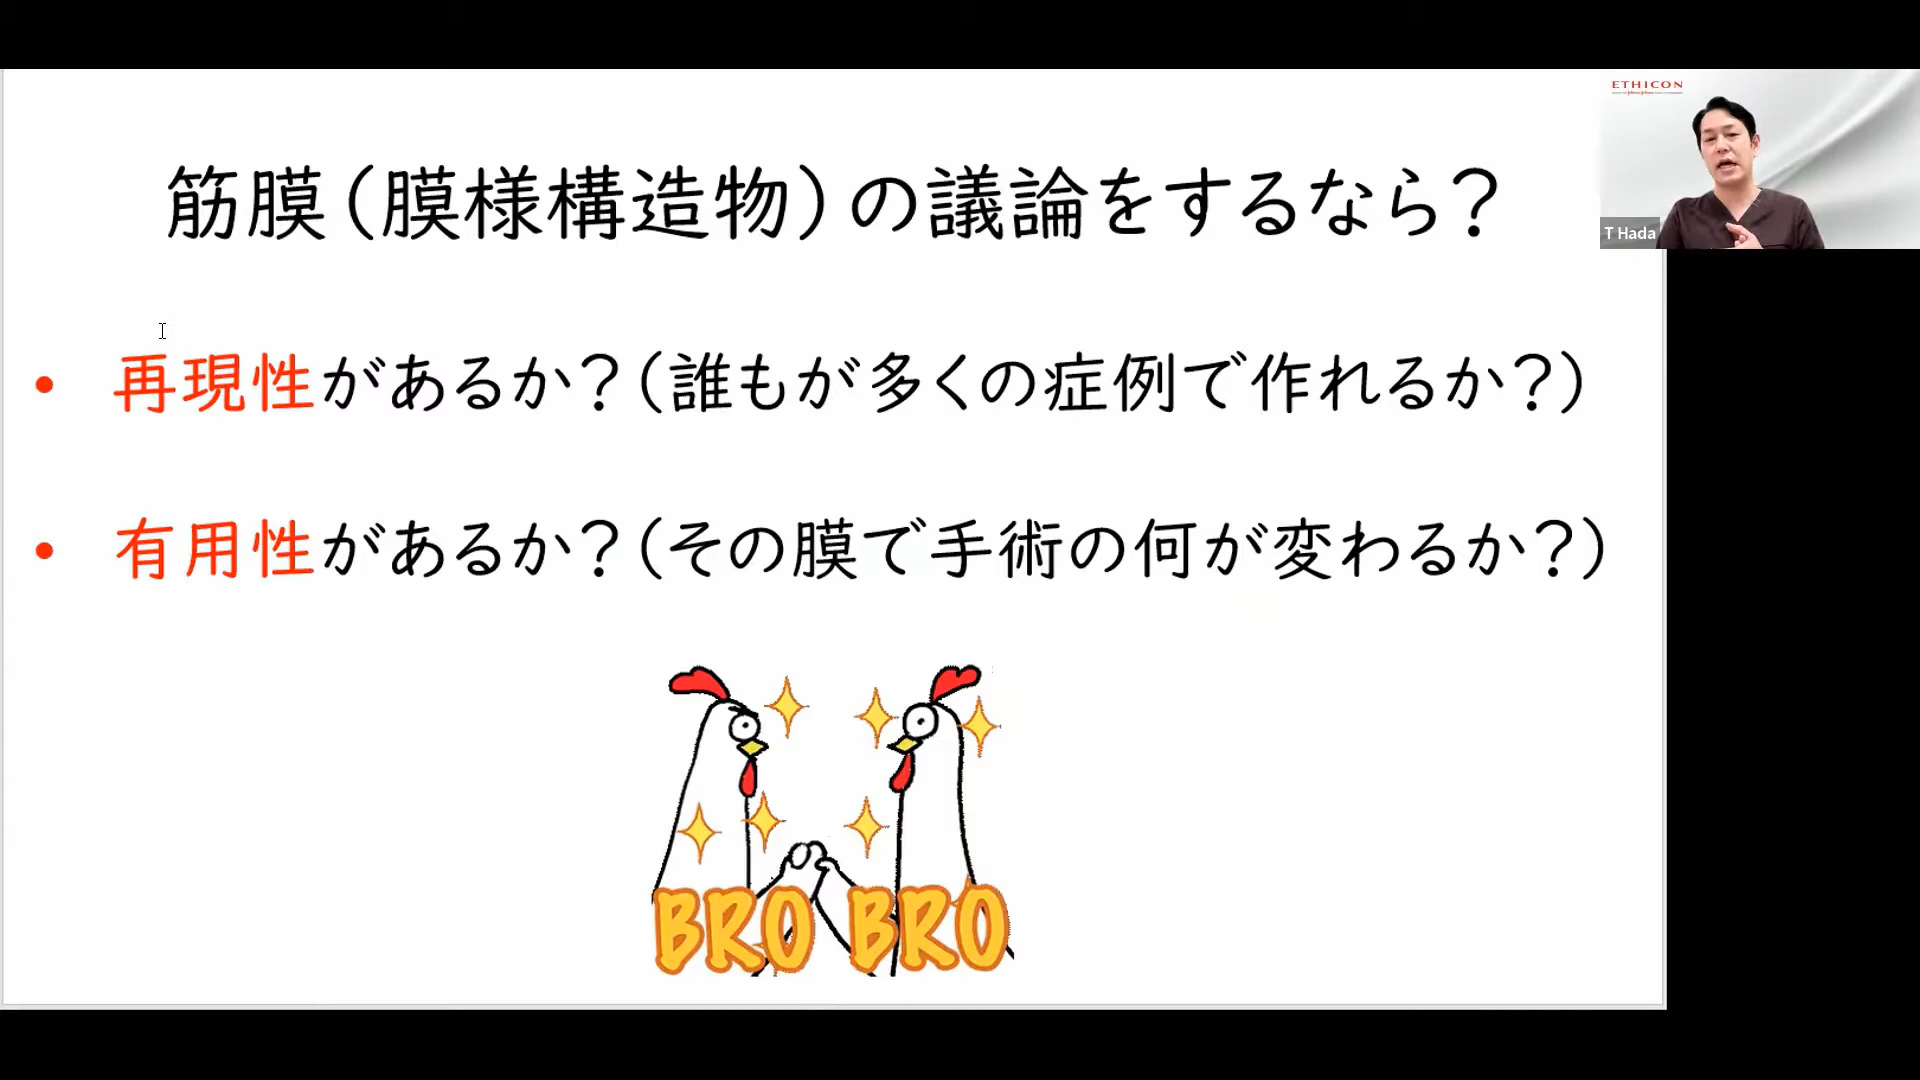 筋膜(膜様構造物)の議論をするなら?
• 再現性があるか?(誰もが多くの症例で作れるか?)
• 有用性があるか?(その膜で手術の何が変わるか?)
BRO BRO
ETHICON
T Hada